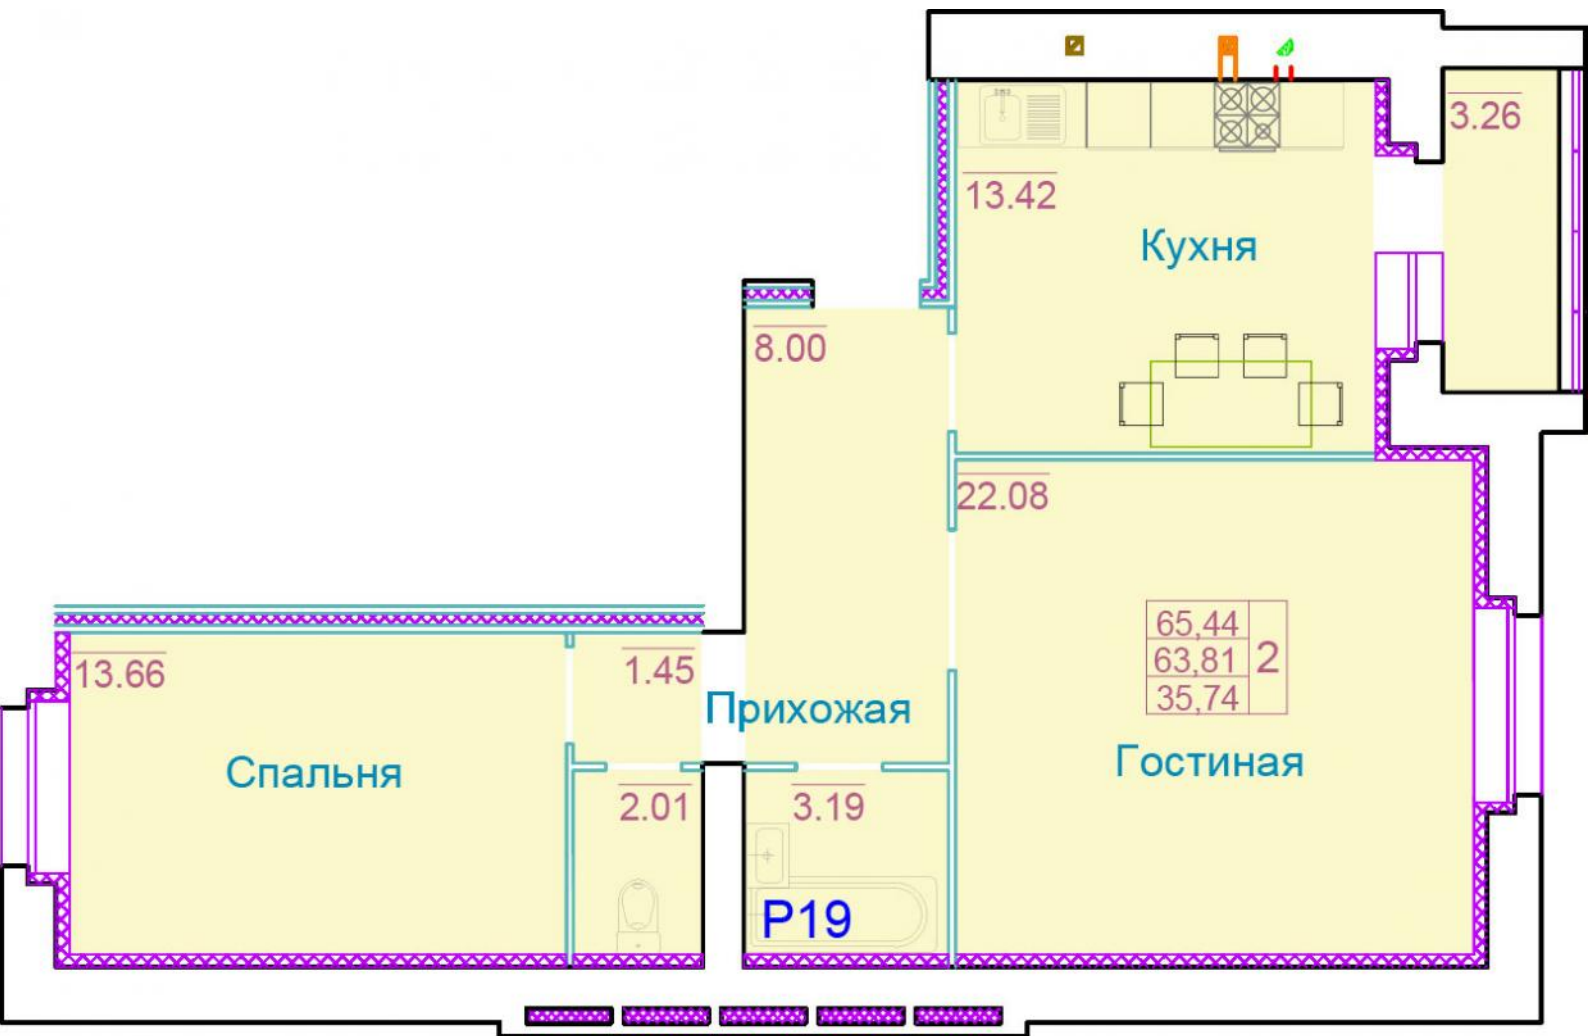 3.26
13.42
Кухня
8.00
22.08
65,44
63,81
35,74
2
13.66
1.45
Прихожая
Гостиная
Спальня
2.01
3.19
Р19